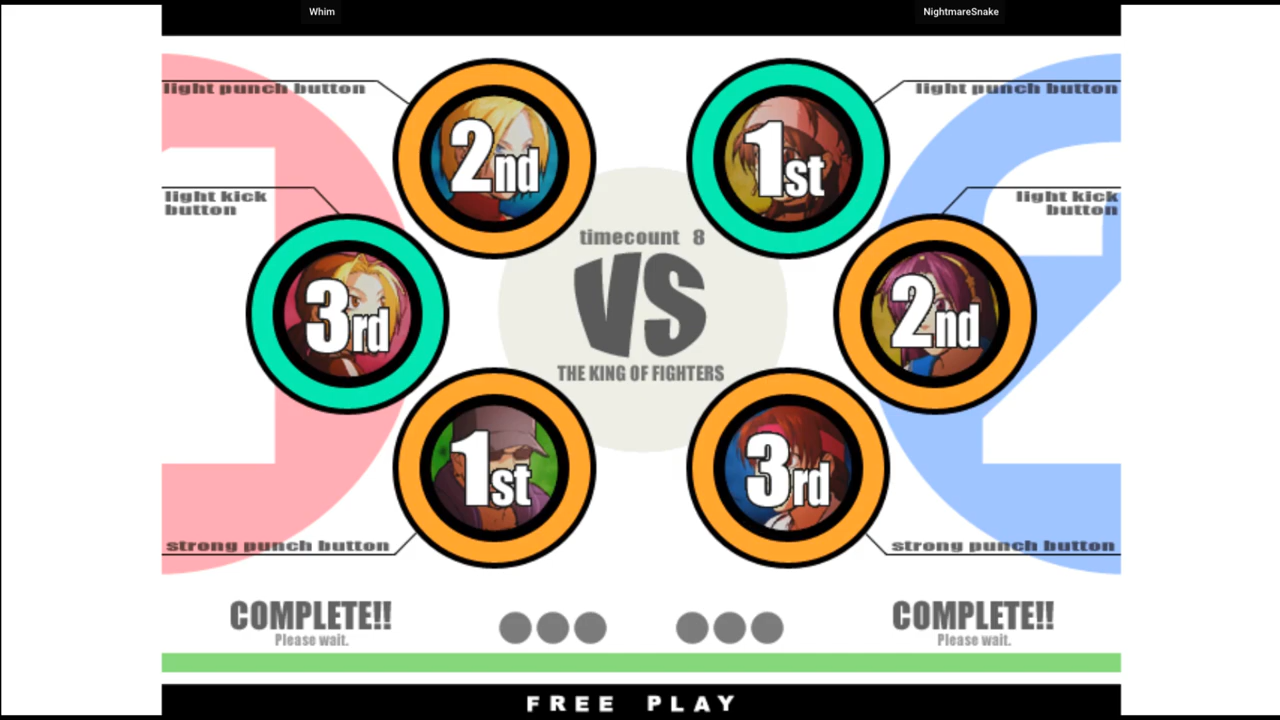 Whim
NightmareSnake
light punch button
light punch button
2nd
1st
light kick
button
light kick
button
timecount 8
VS
THE KING OF FIGHTERS
3rd
2nd
1st
3rd
strong punch button
strong punch button
COMPLETE!!
Please wait.
COMPLETE!!
Please wait.
1
2
FREE PLAY